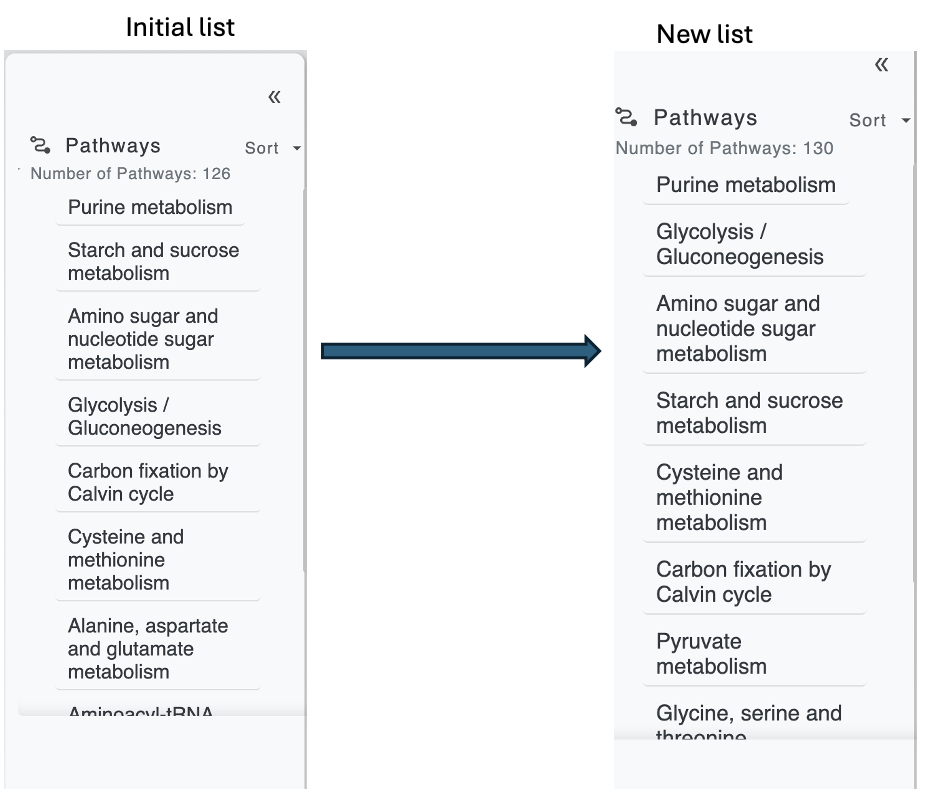 Initial list
«
Pathways
Sort
Number of Pathways: 126
Purine metabolism
Starch and sucrose
metabolism
Amino sugar and
nucleotide sugar
metabolism
Glycolysis /
Gluconeogenesis
Carbon fixation by
Calvin cycle
Cysteine and
methionine
metabolism
Alanine, aspartate
and glutamate
metabolism
Aminoacyl-tRNA
New list
«
Pathways
Sort
Number of Pathways: 130
Purine metabolism
Glycolysis /
Gluconeogenesis
Amino sugar and
nucleotide sugar
metabolism
Starch and sucrose
metabolism
Cysteine and
methionine
metabolism
Carbon fixation by
Calvin cycle
Pyruvate
metabolism
Glycine, serine and
threonine